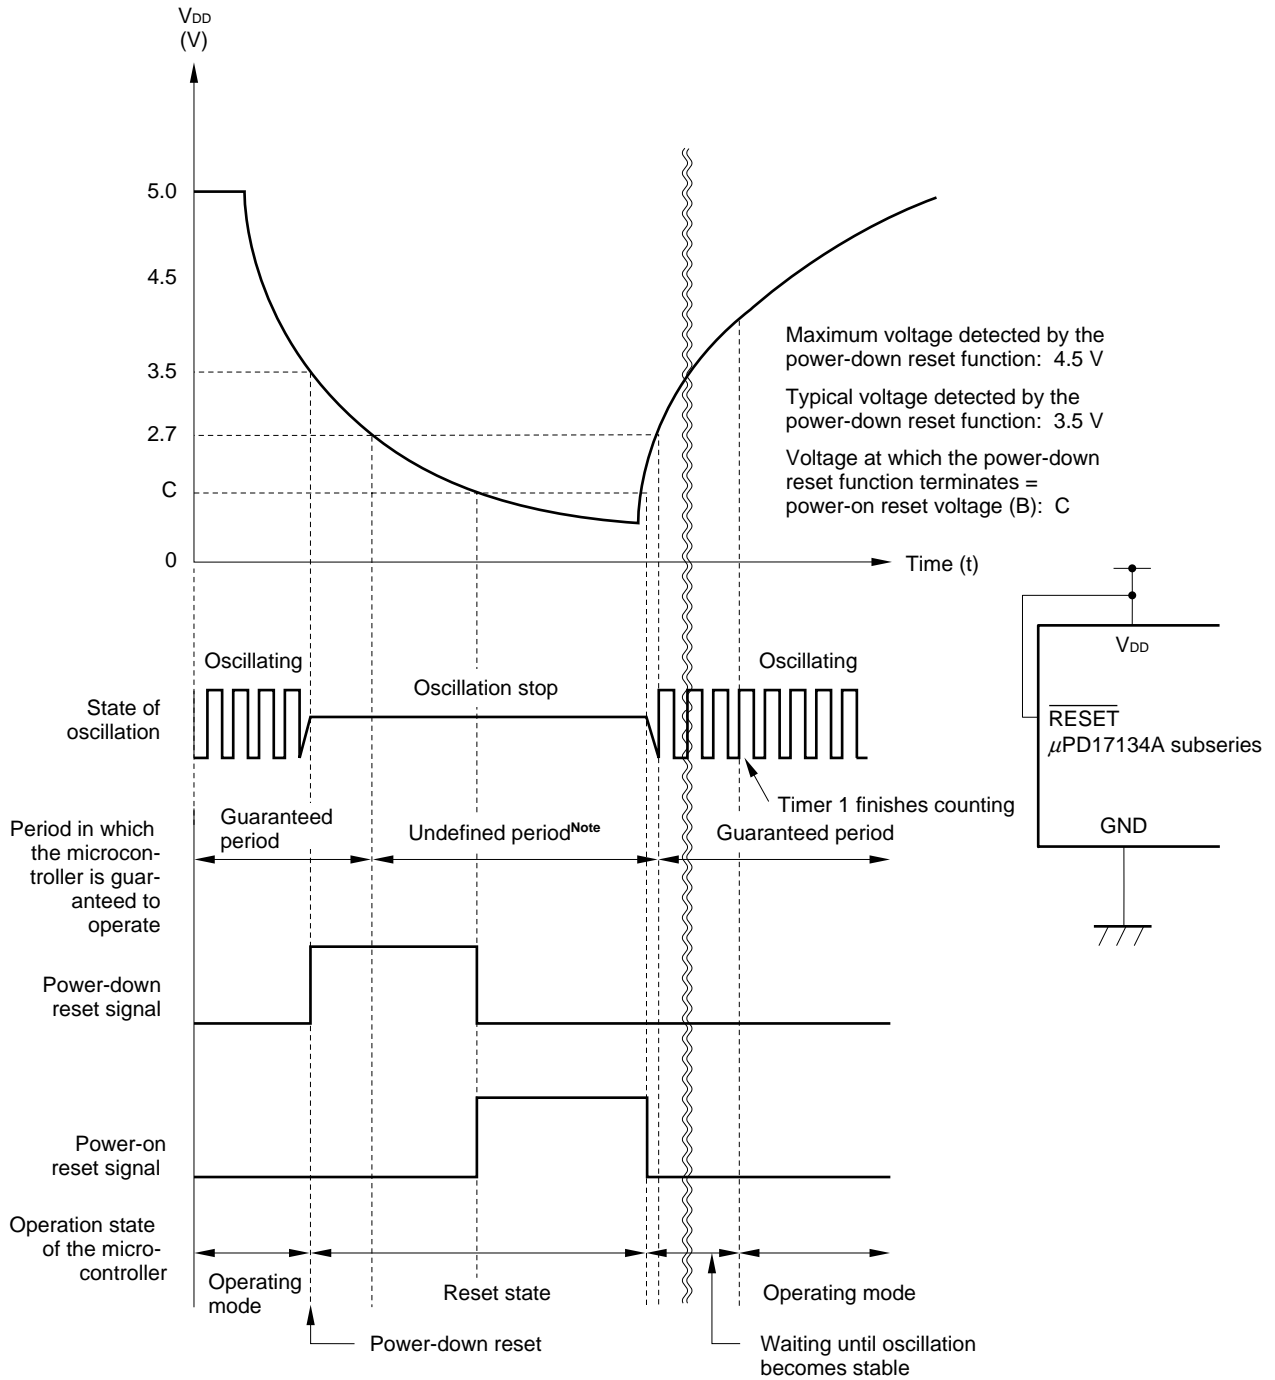 VDD
(V)
5.0
4.5
3.5
2.7
C
0
Time (t)
Maximum voltage detected by the
power-down reset function: 4.5 V
Typical voltage detected by the
power-down reset function: 3.5 V
Voltage at which the power-down
reset function terminates =
power-on reset voltage (B): C
VDD
RESET
µPD17134A subseries
GND
State of
oscillation
Oscillating
Oscillation stop
Oscillating
Timer 1 finishes counting
Period in which
the microcon-
troller is guar-
anteed to
operate
Guaranteed
period
Undefined periodNote
Guaranteed period
Power-down
reset signal
Power-on
reset signal
Operation state
of the micro-
controller
Operating
mode
Reset state
Operating mode
Power-down reset
Waiting until oscillation
becomes stable